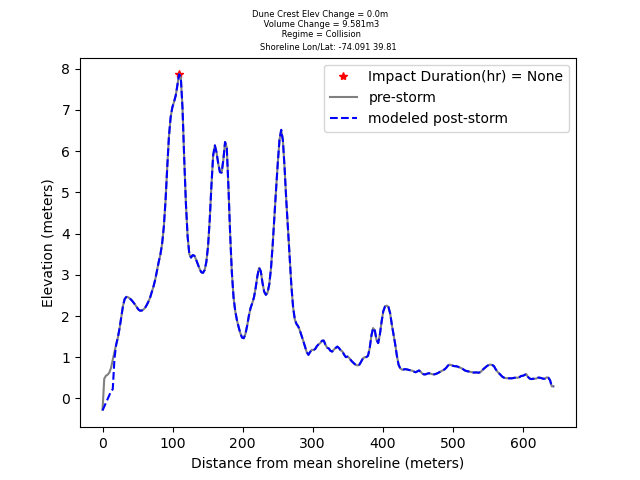 Dune Crest Elev Change = 0.0m
Volume Change = 9.581m3
Regime = Collision
Shoreline Lon/Lat: -74.091 39.81
Impact Duration(hr) = None
pre-storm
modeled post-storm
Elevation (meters)
8
7
6
5
4
3
2
1
0
0 100 200 300 400 500 600
Distance from mean shoreline (meters)